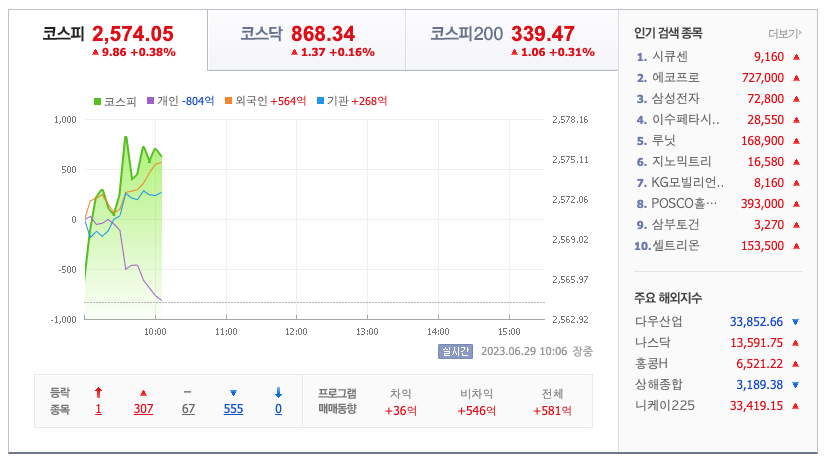 코스피 2,574.05
▲ 9.86 +0.38%
코스닥 868.34
▲ 1.37 +0.16%
코스피200 339.47
▲ 1.06 +0.31%
코스피 개인 -804억 외국인 +564억 기관 +268억
1,000 2,578.16
500 2,575.11
0 2,572.06
2,569.02
-500 2,565.97
-1,000 2,562.92
10:00 11:00 12:00 13:00 14:00 15:00
실시간 2023.06.29 10:06 장중
등락 종목
↑ 1
▲ 307
− 67
▼ 555
↓ 0
프로그램 매매동향
차익 +36억
비차익 +546억
전체 +581억
인기 검색 종목 더보기
1. 시큐센 9,160 ▲
2. 에코프로 727,000 ▲
3. 삼성전자 72,800 ▲
4. 이수페타시.. 28,550 ▲
5. 루닛 168,900 ▲
6. 지노믹트리 16,580 ▲
7. KG모빌리언.. 8,160 ▲
8. POSCO홀… 393,000 ▲
9. 삼부토건 3,270 ▲
10. 셀트리온 153,500 ▲
주요 해외지수
다우산업 33,852.66 ▼
나스닥 13,591.75 ▲
홍콩H 6,521.22 ▲
상해종합 3,189.38 ▼
니케이225 33,419.15 ▲